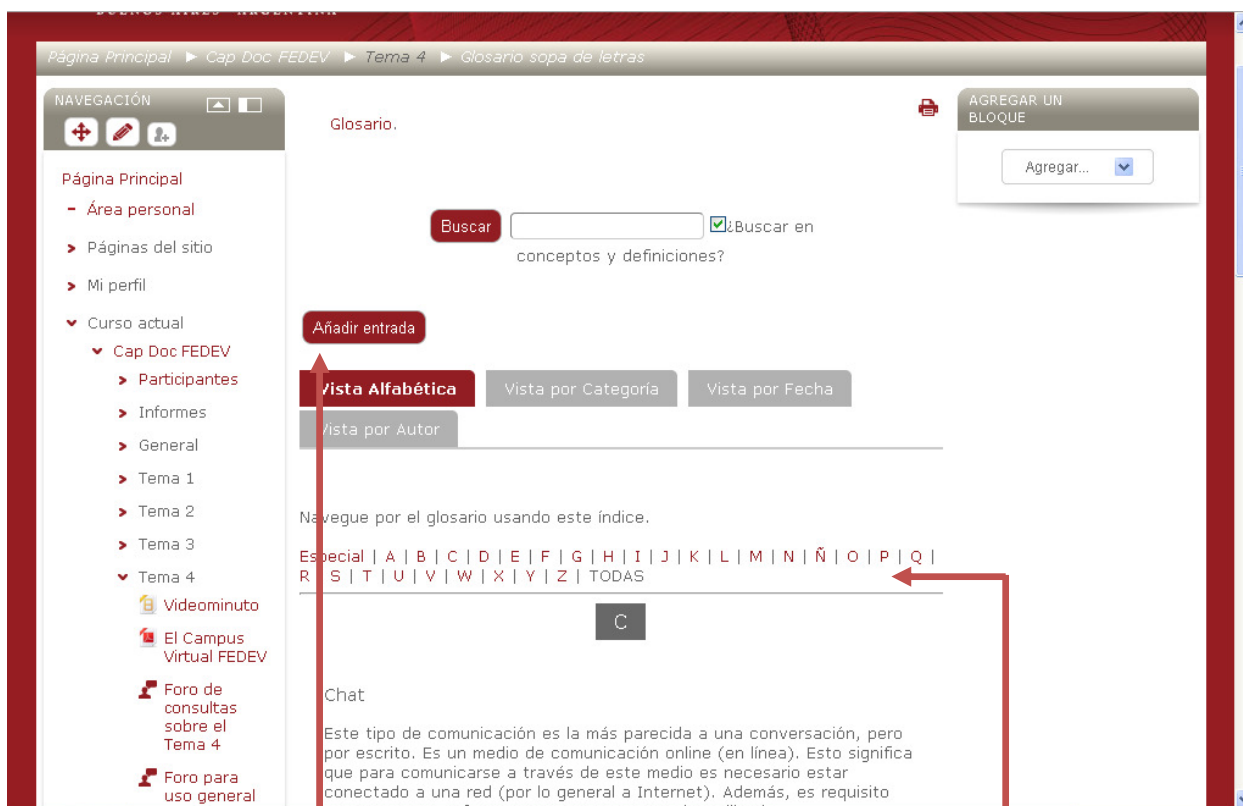 BUENOS AIRES ARGENTINA
Página Principal ► Cap Doc FEDEV ► Tema 4 ► Glosario sopa de letras
NAVEGACIÓN
Página Principal
Área personal
Páginas del sitio
Mi perfil
Curso actual
Cap Doc FEDEV
Participantes
Informes
General
Tema 1
Tema 2
Tema 3
Tema 4
Videominuto
El Campus
Virtual FEDEV
Foro de
consultas
sobre el
Tema 4
Foro para
uso general
Glosario.
Buscar
¿Buscar en
conceptos y definiciones?
Añadir entrada
Vista Alfabética
Vista por Categoría
Vista por Fecha
Vista por Autor
Navegue por el glosario usando este índice.
Especial | A | B | C | D | E | F | G | H | I | J | K | L | M | N | Ñ | O | P | Q |
R | S | T | U | V | W | X | Y | Z | TODAS
C
Chat
Este tipo de comunicación es la más parecida a una conversación, pero
por escrito. Es un medio de comunicación online (en línea). Esto significa
que para comunicarse a través de este medio es necesario estar
conectado a una red (por lo general a Internet). Además, es requisito
AGREGAR UN
BLOQUE
Agregar...